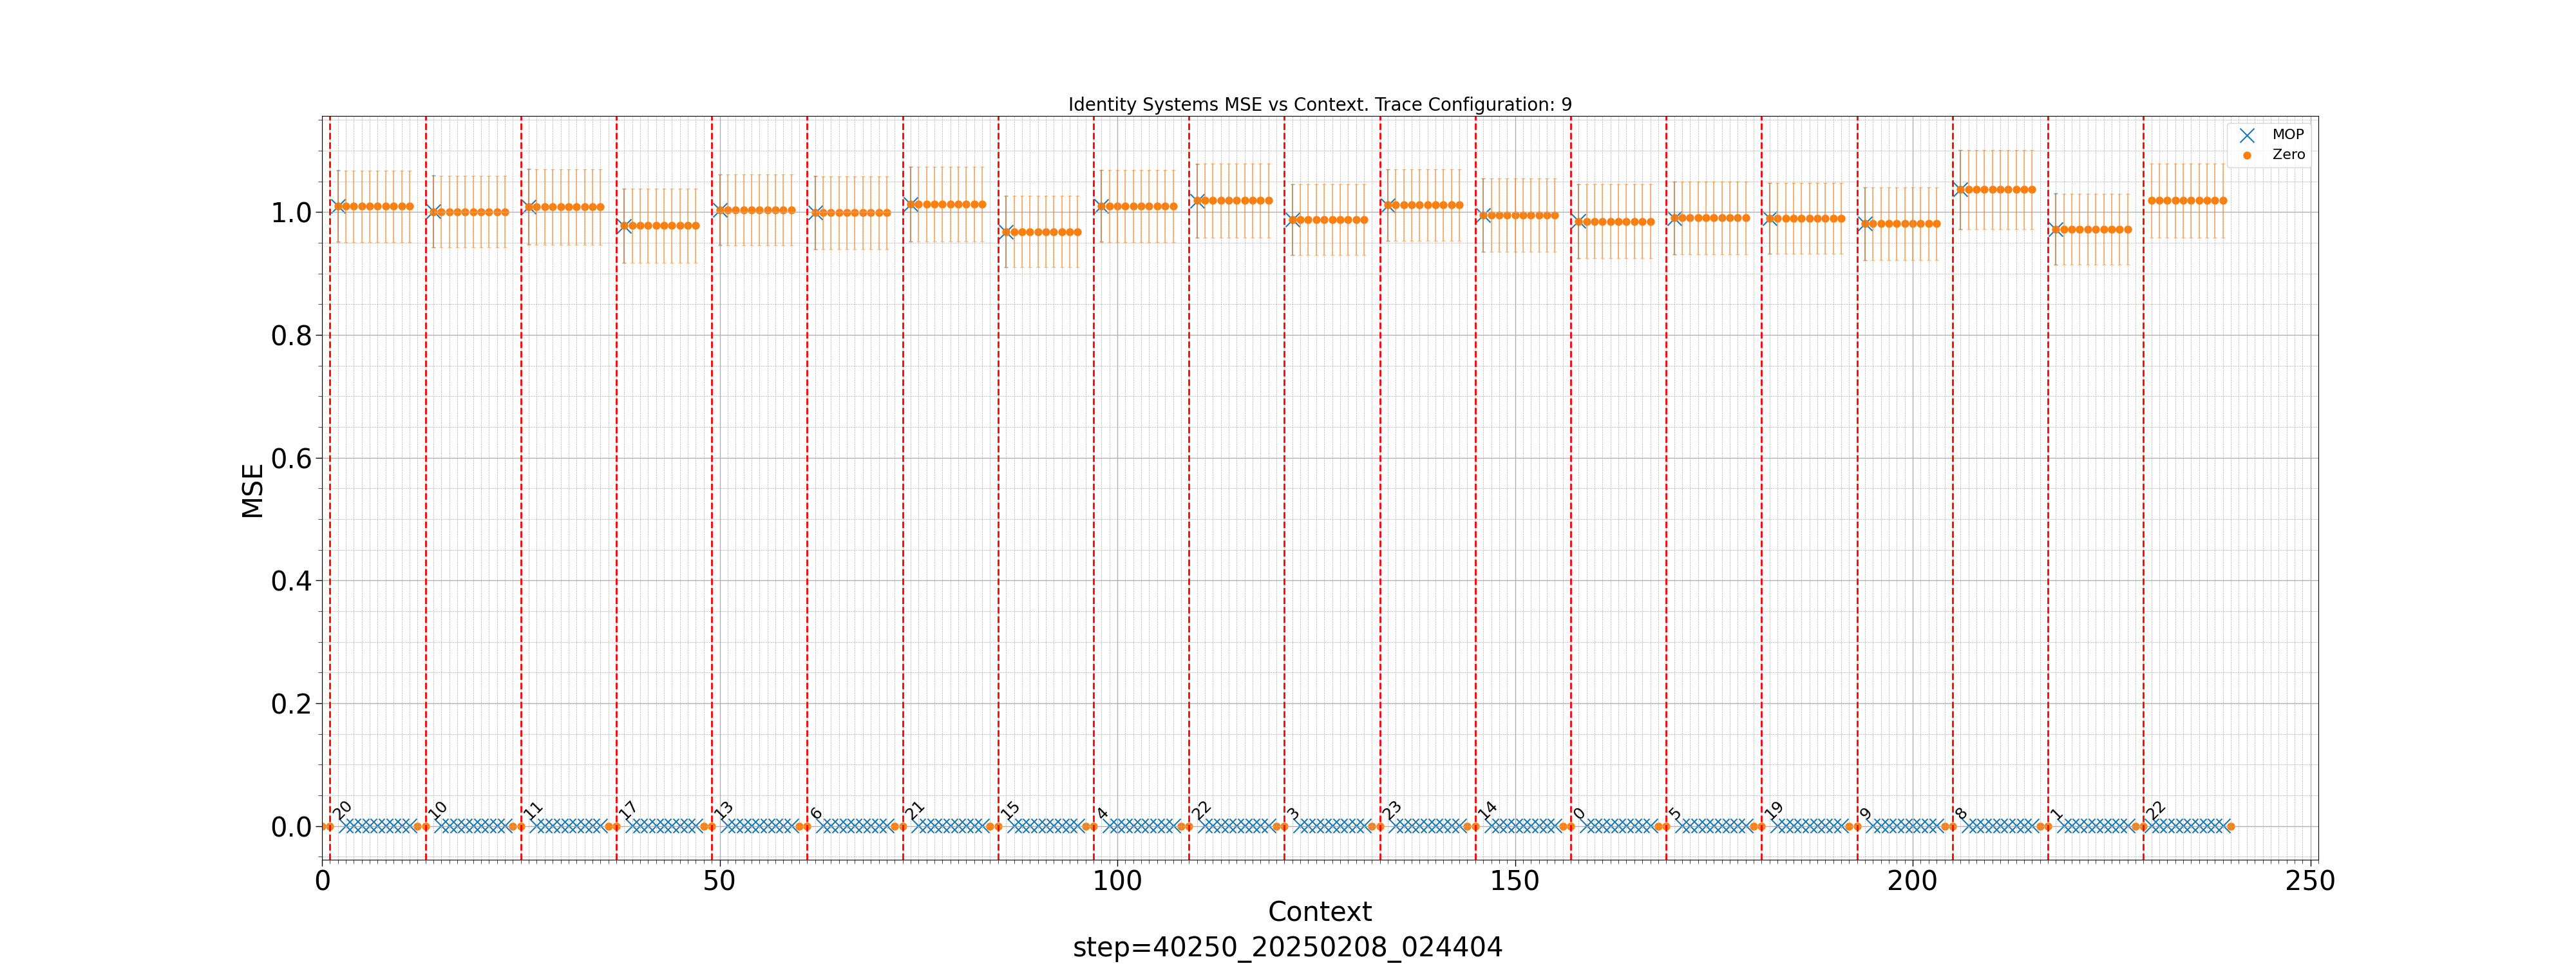 Identity Systems MSE vs Context. Trace Configuration: 9
MOP
Zero
MSE
1.0
0.8
0.6
0.4
0.2
0.0
20 10 11 17 13 6 21 15 4 22 3 23 14 0 5 19 9 8 1 22
0 50 100 150 200 250
Context
step=40250_20250208_024404